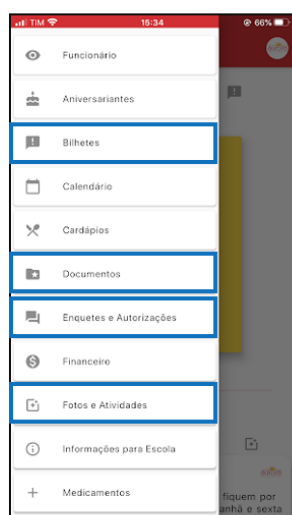 TIM 15:34 66%
Funcionário
Aniversariantes
Bilhetes
Calendário
Cardápios
Documentos
Enquetes e Autorizações
Financeiro
Fotos e Atividades
Informações para Escola
Medicamentos
fiquem por
anhã e sexta